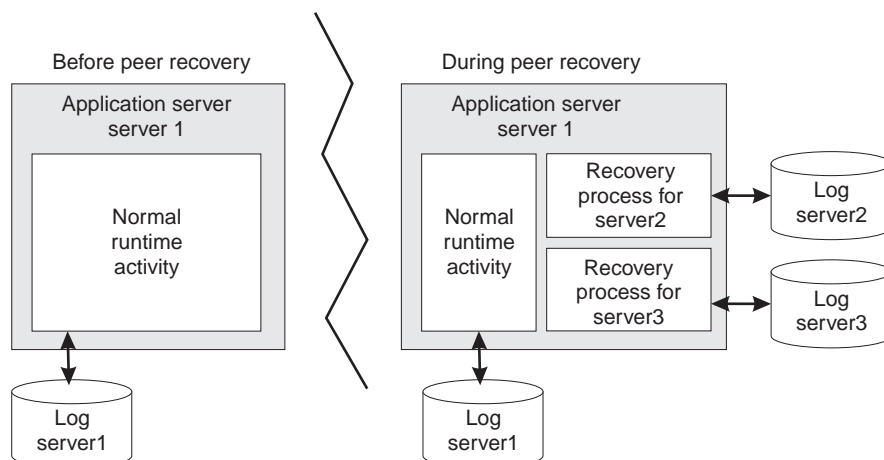 Before peer recovery
Application server
server 1
Normal
runtime
activity
Log
server1
During peer recovery
Application server
server 1
Normal
runtime
activity
Recovery
process for
server2
Recovery
process for
server3
Log
server2
Log
server3
Log
server1